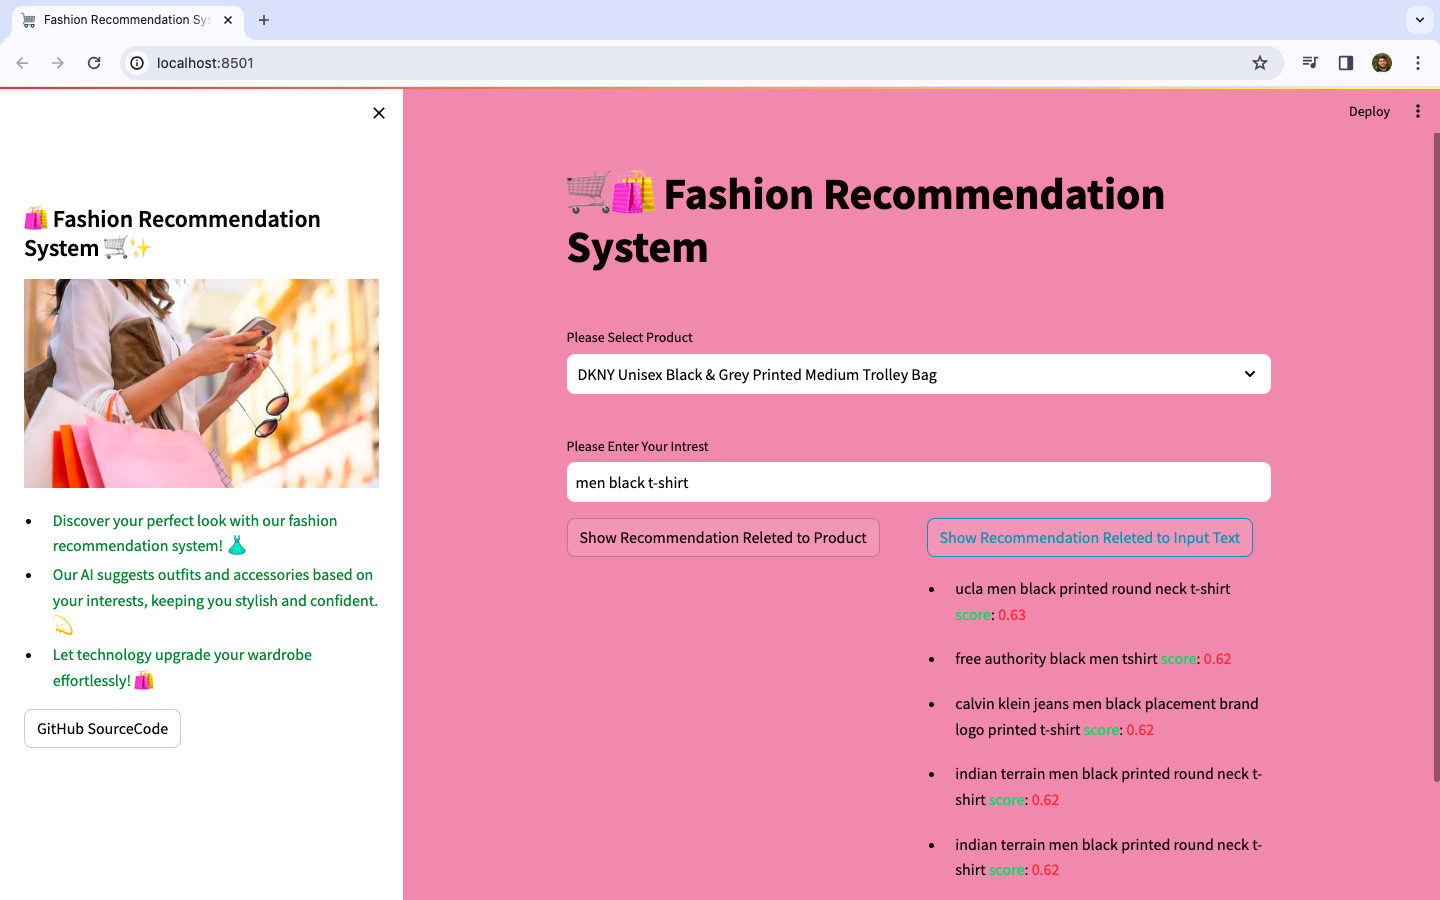 Fashion Recommendation Sys
localhost:8501
Deploy
🛍️ Fashion Recommendation
System 🛒✨
Discover your perfect look with our fashion
recommendation system! 👗
Our AI suggests outfits and accessories based on
your interests, keeping you stylish and confident.
💫
Let technology upgrade your wardrobe
effortlessly! 🛍️
GitHub SourceCode
🛒🛍️ Fashion Recommendation
System
Please Select Product
DKNY Unisex Black & Grey Printed Medium Trolley Bag
Please Enter Your Intrest
men black t-shirt
Show Recommendation Releted to Product
Show Recommendation Releted to Input Text
ucla men black printed round neck t-shirt
score: 0.63
free authority black men tshirt score: 0.62
calvin klein jeans men black placement brand
logo printed t-shirt score: 0.62
indian terrain men black printed round neck t-
shirt score: 0.62
indian terrain men black printed round neck t-
shirt score: 0.62